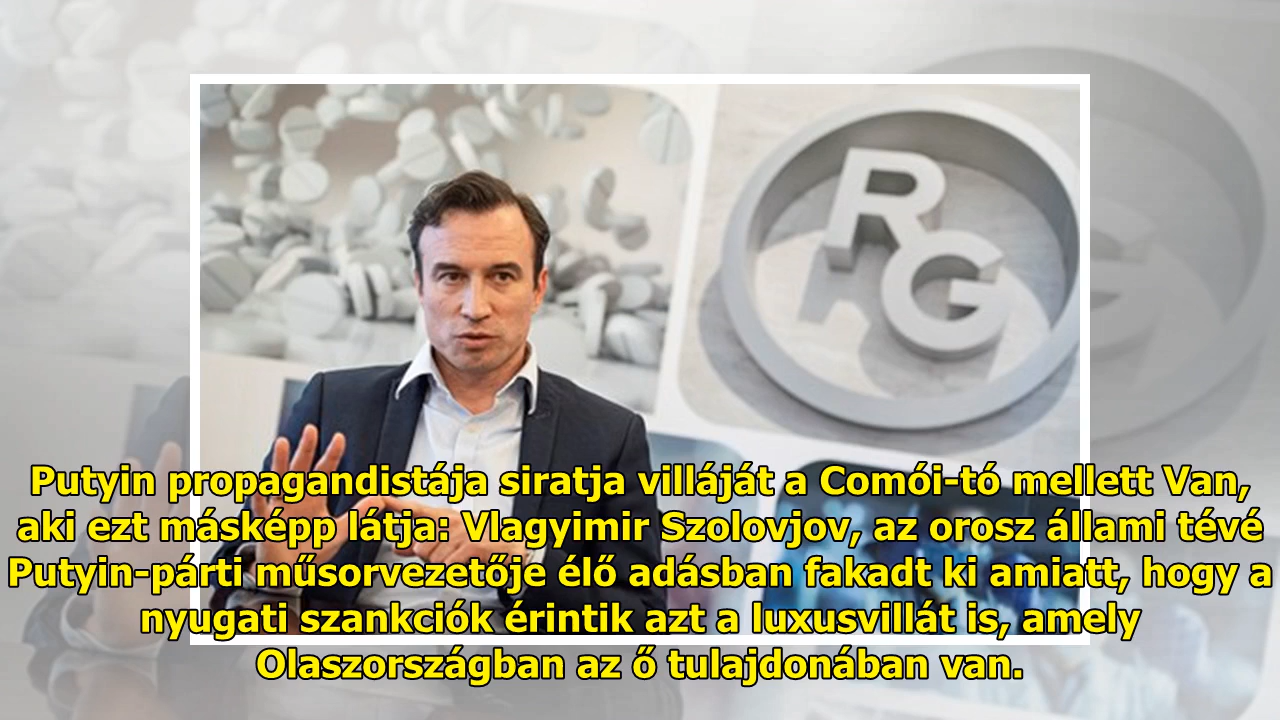 RG
Putyin propagandistája siratja villáját a Comói-tó mellett Van,
aki ezt másképp látja: Vlagyimir Szolovjov, az orosz állami tévé
Putyin-párti műsorvezetője élő adásban fakadt ki amiatt, hogy a
nyugati szankciók érintik azt a luxusvillát is, amely
Olaszországban az ő tulajdonában van.